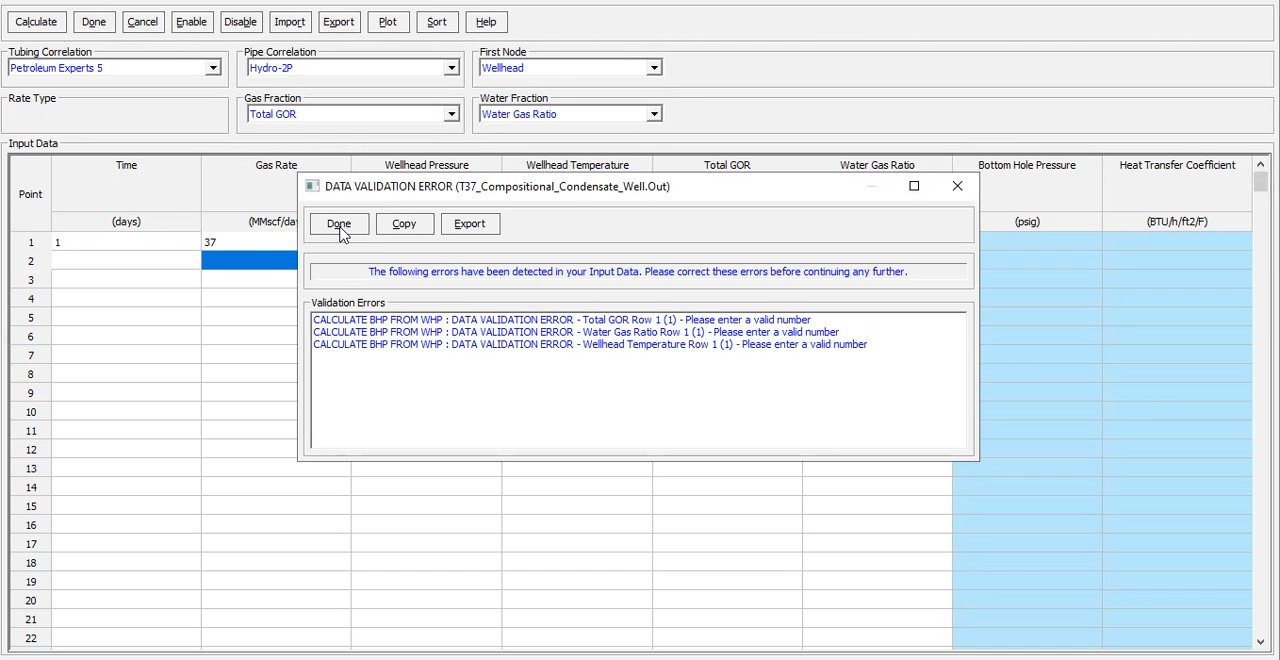 Calculate Done Cancel Enable Disable Import Export Plot Sort Help
Tubing Correlation Pipe Correlation First Node
Petroleum Experts 5 Hydro-2P Wellhead
Rate Type Gas Fraction Water Fraction
Total GOR Water Gas Ratio
Input Data
Point Time Gas Rate Wellhead Pressure Wellhead Temperature Total GOR Water Gas Ratio Bottom Hole Pressure Heat Transfer Coefficient
(days) (psig) (BTU/h/ft2/F)
DATA VALIDATION ERROR (T37_Compositional_Condensate_Well.Out)
Done Copy Export
The following errors have been detected in your Input Data. Please correct these errors before continuing any further.
Validation Errors
CALCULATE BHP FROM WHP : DATA VALIDATION ERROR - Total GOR Row 1 (1) - Please enter a valid number
CALCULATE BHP FROM WHP : DATA VALIDATION ERROR - Water Gas Ratio Row 1 (1) - Please enter a valid number
CALCULATE BHP FROM WHP : DATA VALIDATION ERROR - Wellhead Temperature Row 1 (1) - Please enter a valid number
1 1 37
2
3
4
5
6
7
8
9
10
11
12
13
14
15
16
17
18
19
20
21
22